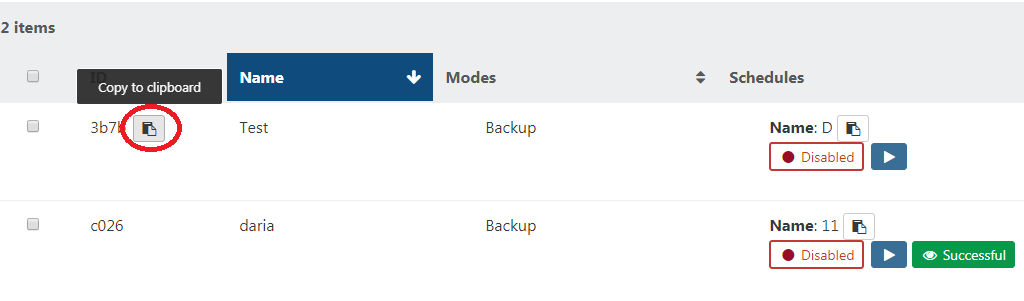 2 items
ID Name Modes Schedules
Copy to clipboard
3b7b Test Backup Name: D
Disabled
c026 daria Backup Name: 11
Disabled Successful